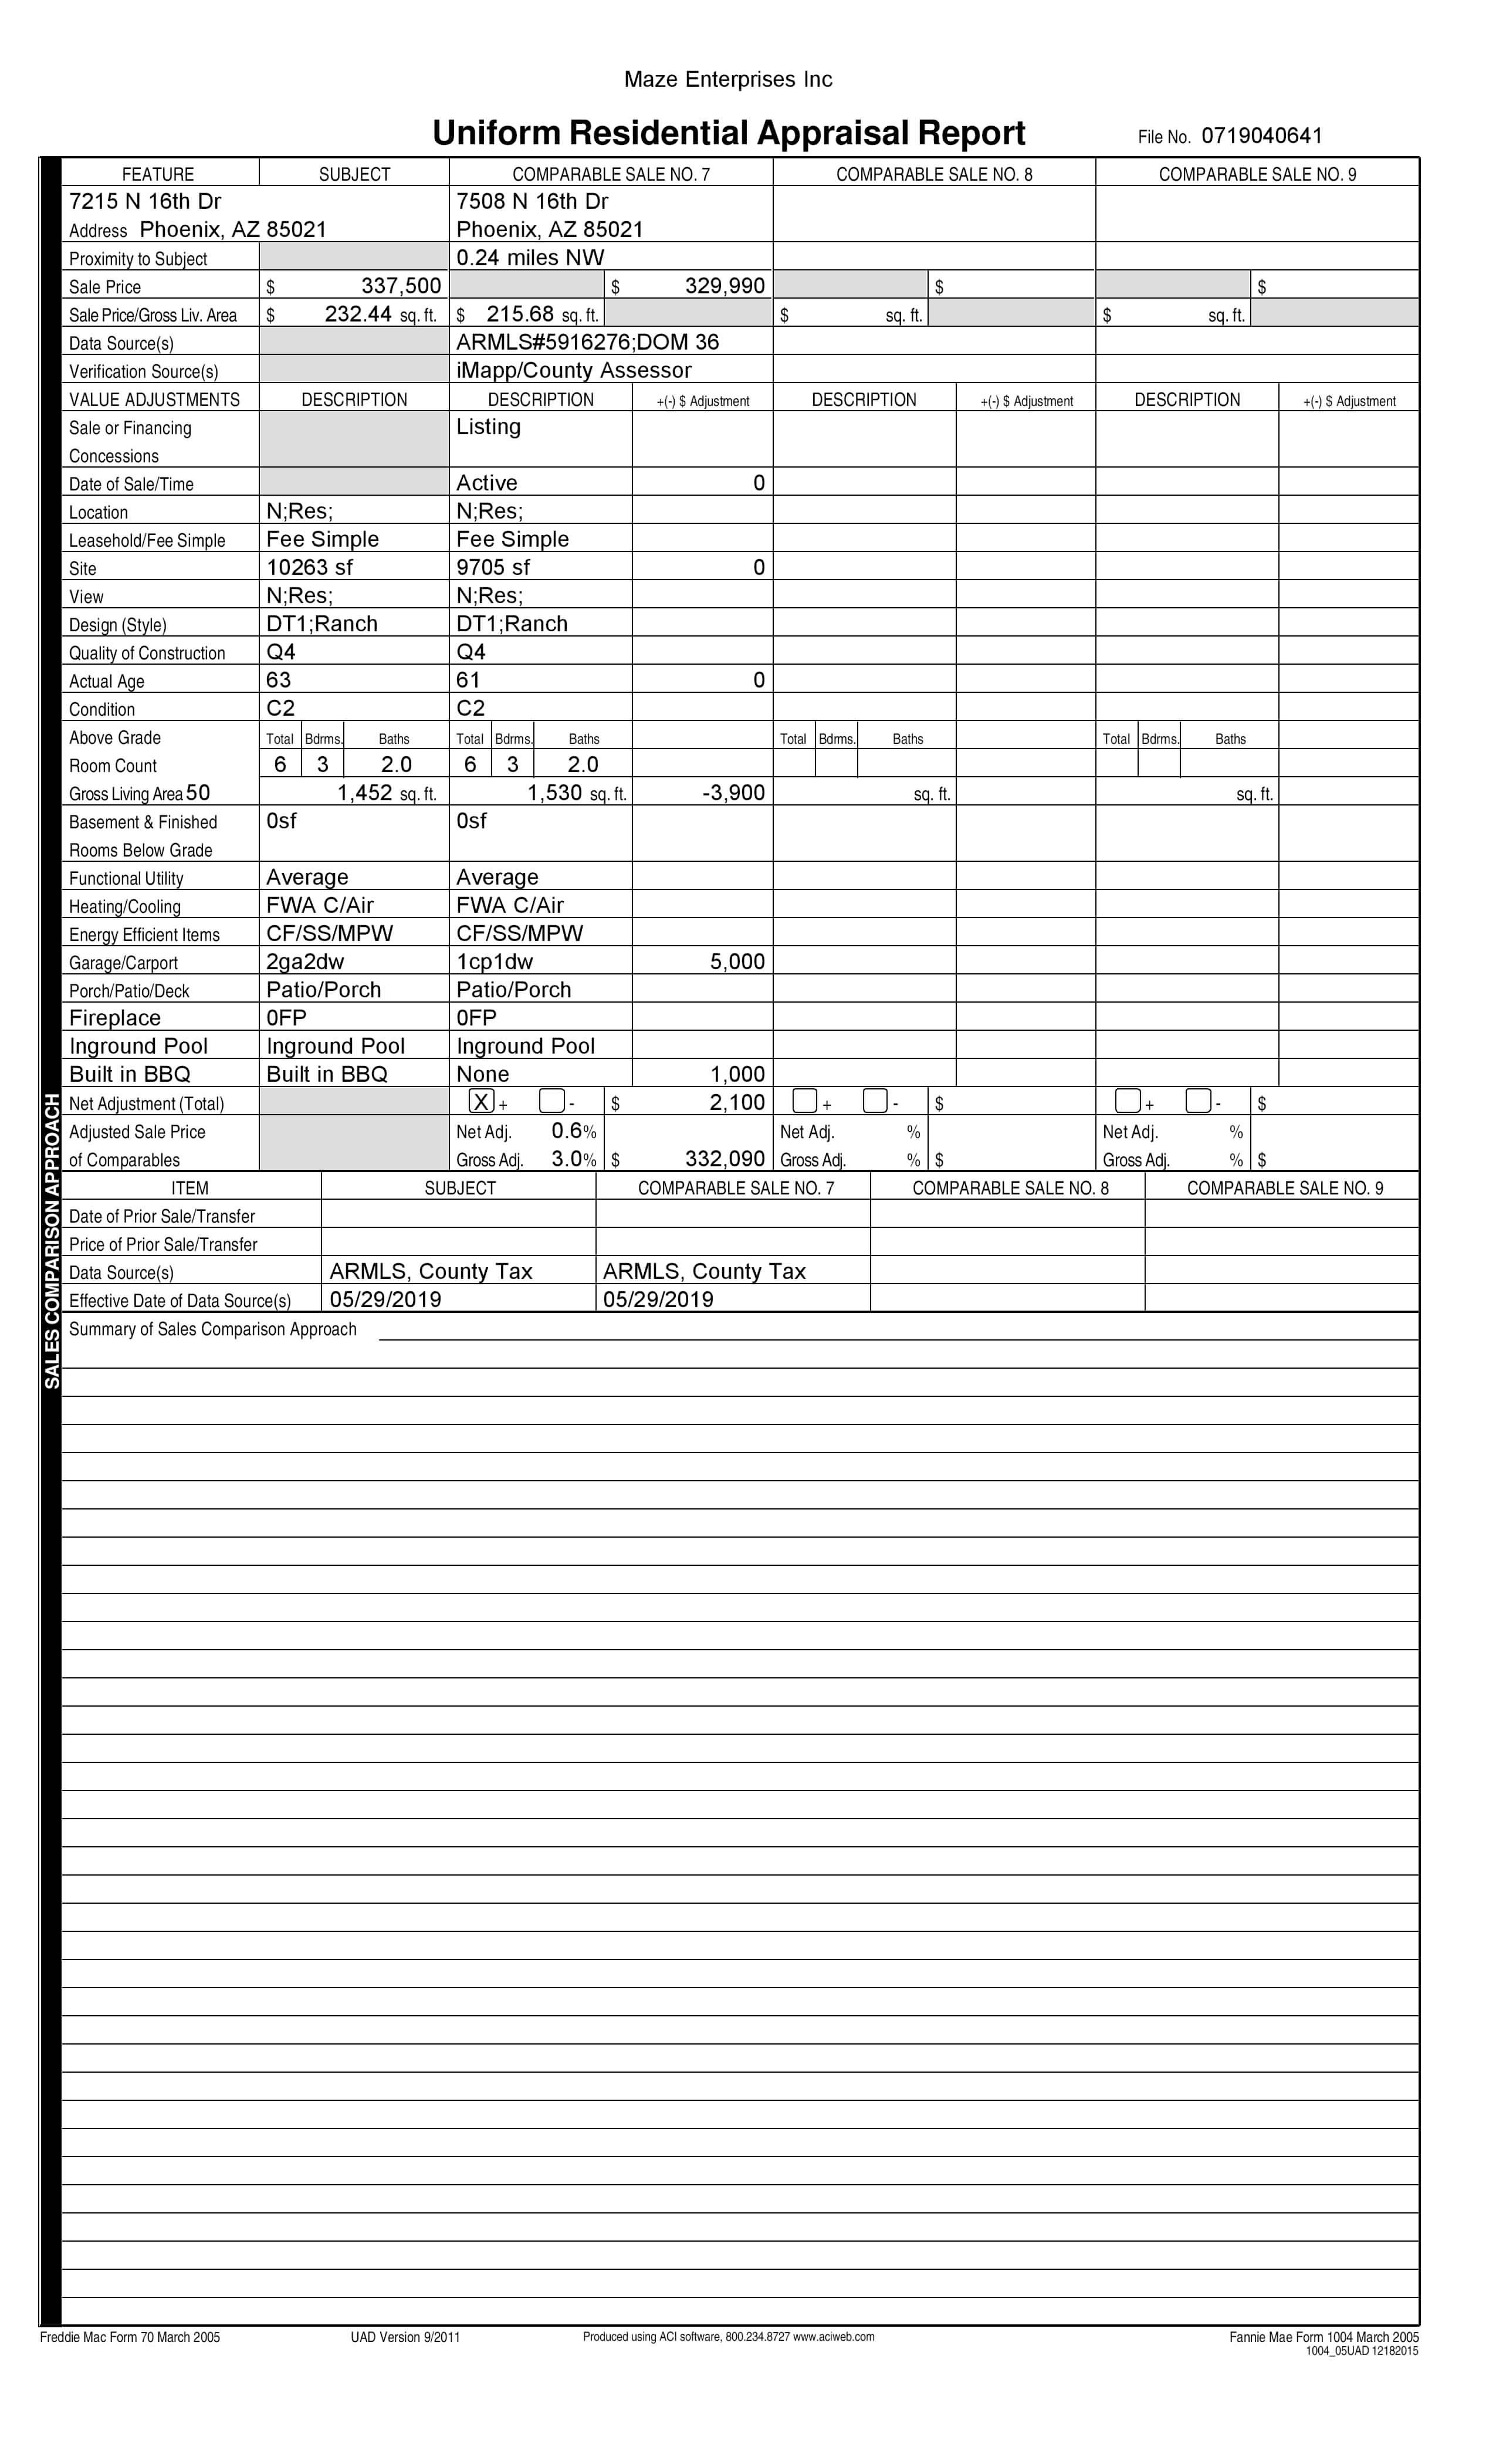 Maze Enterprises Inc
Uniform Residential Appraisal Report File No. 0719040641
FEATURE SUBJECT COMPARABLE SALE NO. 7 COMPARABLE SALE NO. 8 COMPARABLE SALE NO. 9
7215 N 16th Dr 7508 N 16th Dr
Address Phoenix, AZ 85021 Phoenix, AZ 85021
Proximity to Subject 0.24 miles NW
Sale Price $ 337,500 $ 329,990 $ $
Sale Price/Gross Liv. Area $ 232.44 sq. ft. $ 215.68 sq. ft. $ sq. ft. $ sq. ft.
Data Source(s) ARMLS#5916276;DOM 36
Verification Source(s) iMapp/County Assessor
VALUE ADJUSTMENTS DESCRIPTION DESCRIPTION +(-) $ Adjustment DESCRIPTION +(-) $ Adjustment DESCRIPTION +(-) $ Adjustment
Sale or Financing Listing
Concessions
Date of Sale/Time Active 0
Location N;Res; N;Res;
Leasehold/Fee Simple Fee Simple Fee Simple
Site 10263 sf 9705 sf 0
View N;Res; N;Res;
Design (Style) DT1;Ranch DT1;Ranch
Quality of Construction Q4 Q4
Actual Age 63 61 0
Condition C2 C2
Above Grade Total Bdrms. Baths Total Bdrms. Baths Total Bdrms. Baths Total Bdrms. Baths
Room Count 6 3 2.0 6 3 2.0
Gross Living Area 50 1,452 sq. ft. 1,530 sq. ft. -3,900 sq. ft. sq. ft.
Basement & Finished 0sf 0sf
Rooms Below Grade
Functional Utility Average Average
Heating/Cooling FWA C/Air FWA C/Air
Energy Efficient Items CF/SS/MPW CF/SS/MPW
Garage/Carport 2ga2dw 1cp1dw 5,000
Porch/Patio/Deck Patio/Porch Patio/Porch
Fireplace 0FP 0FP
Inground Pool Inground Pool Inground Pool
Built in BBQ Built in BBQ None 1,000
Net Adjustment (Total) X + - $ 2,100 + - $ + - $
Adjusted Sale Price Net Adj. 0.6% Net Adj. % Net Adj. %
of Comparables Gross Adj. 3.0% $ 332,090 Gross Adj. % $ Gross Adj. % $
ITEM SUBJECT COMPARABLE SALE NO. 7 COMPARABLE SALE NO. 8 COMPARABLE SALE NO. 9
Date of Prior Sale/Transfer
Price of Prior Sale/Transfer
Data Source(s) ARMLS, County Tax ARMLS, County Tax
Effective Date of Data Source(s) 05/29/2019 05/29/2019
Summary of Sales Comparison Approach
SALES COMPARISON APPROACH
Freddie Mac Form 70 March 2005 UAD Version 9/2011 Produced using ACI software, 800.234.8727 www.aciweb.com Fannie Mae Form 1004 March 2005
1004_05UAD 12182015